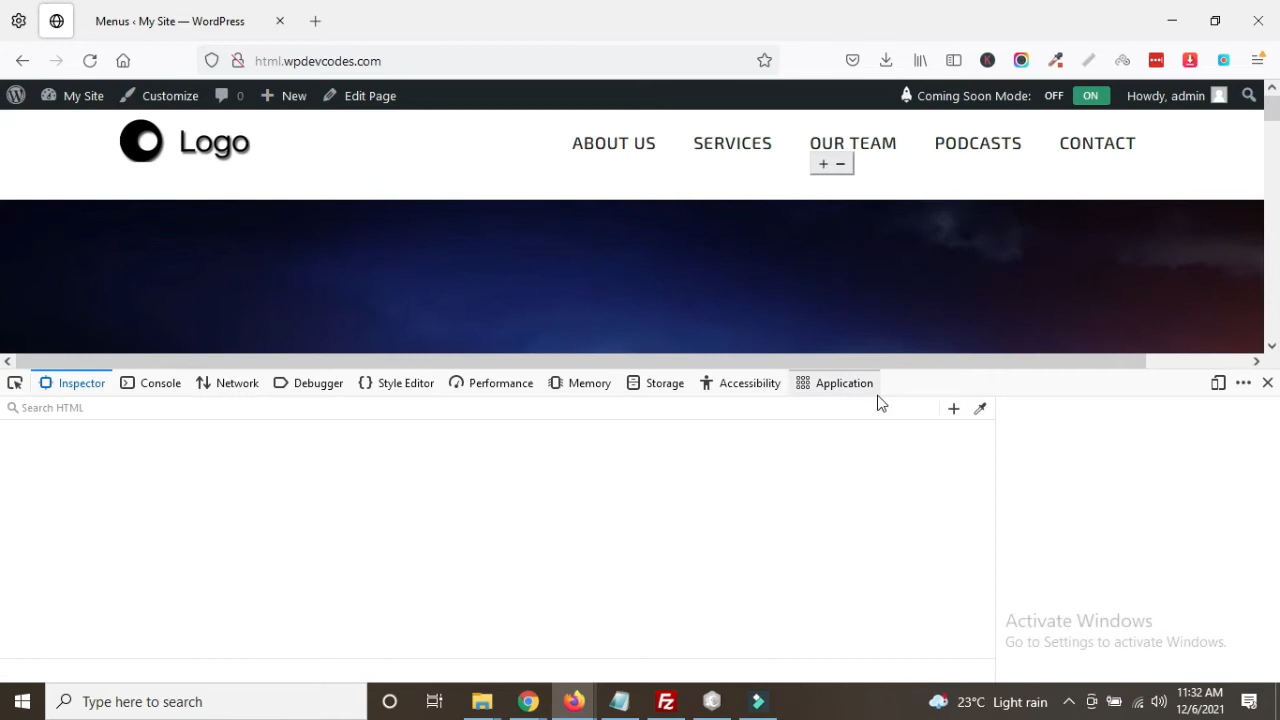 Menus ‹ My Site — WordPress
html.wpdevcodes.com
My Site
Customize
0
New
Edit Page
Coming Soon Mode:
OFF
ON
Howdy, admin
Logo
ABOUT US
SERVICES
OUR TEAM
PODCASTS
CONTACT
+ −
Inspector
Console
Network
Debugger
Style Editor
Performance
Memory
Storage
Accessibility
Application
Search HTML
Activate Windows
Go to Settings to activate Windows.
Type here to search
23°C Light rain
11:32 AM
12/6/2021